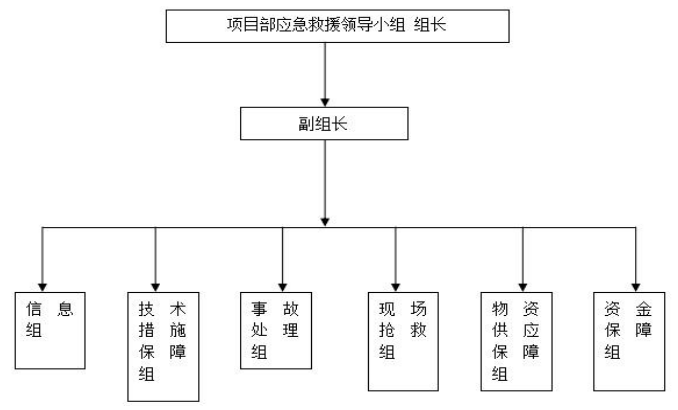 项目部应急救援领导小组 组长
副组长
信息
组
技术
措施
保障
组
事故
处理
组
现场
抢救
组
物资
供应
保障
组
资金
保障
组